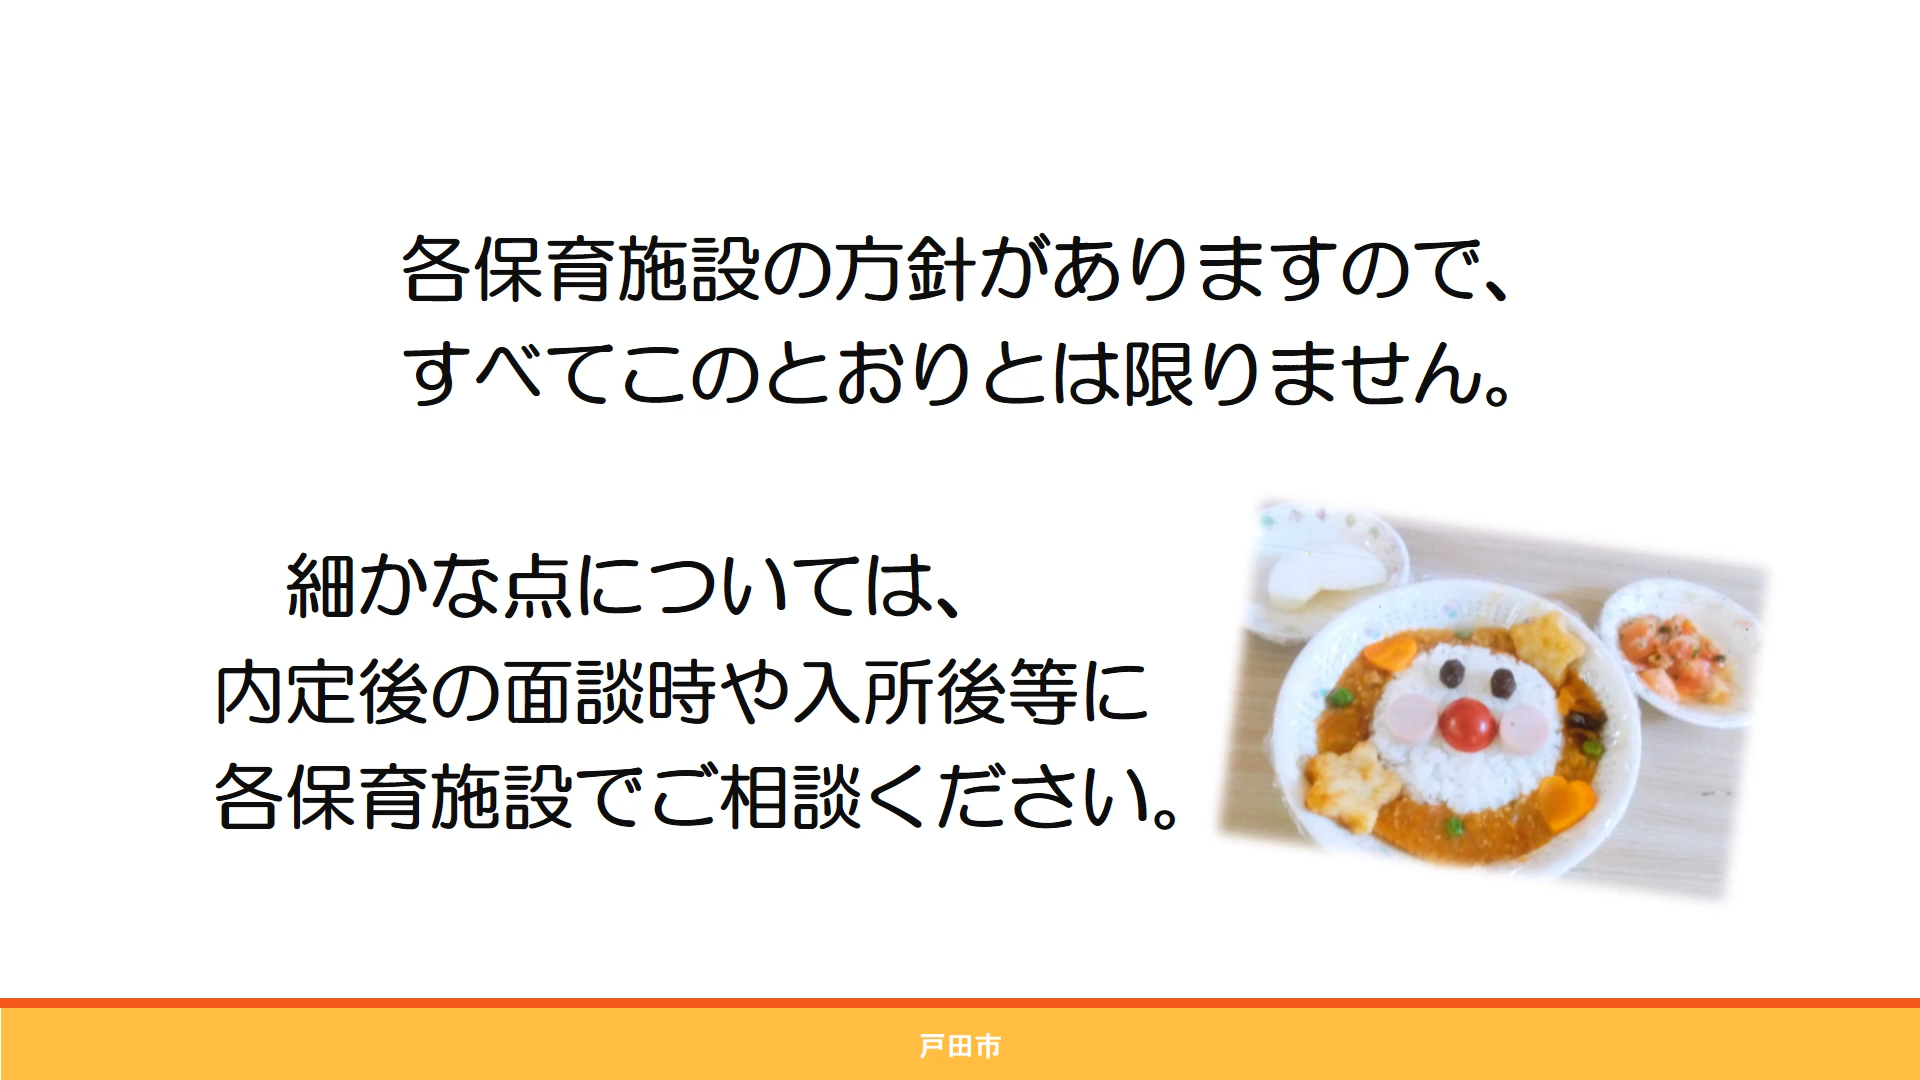 各保育施設の方針がありますので、
すべてこのとおりとは限りません。
細かな点については、
内定後の面談時や入所後等に
各保育施設でご相談ください。
戸田市